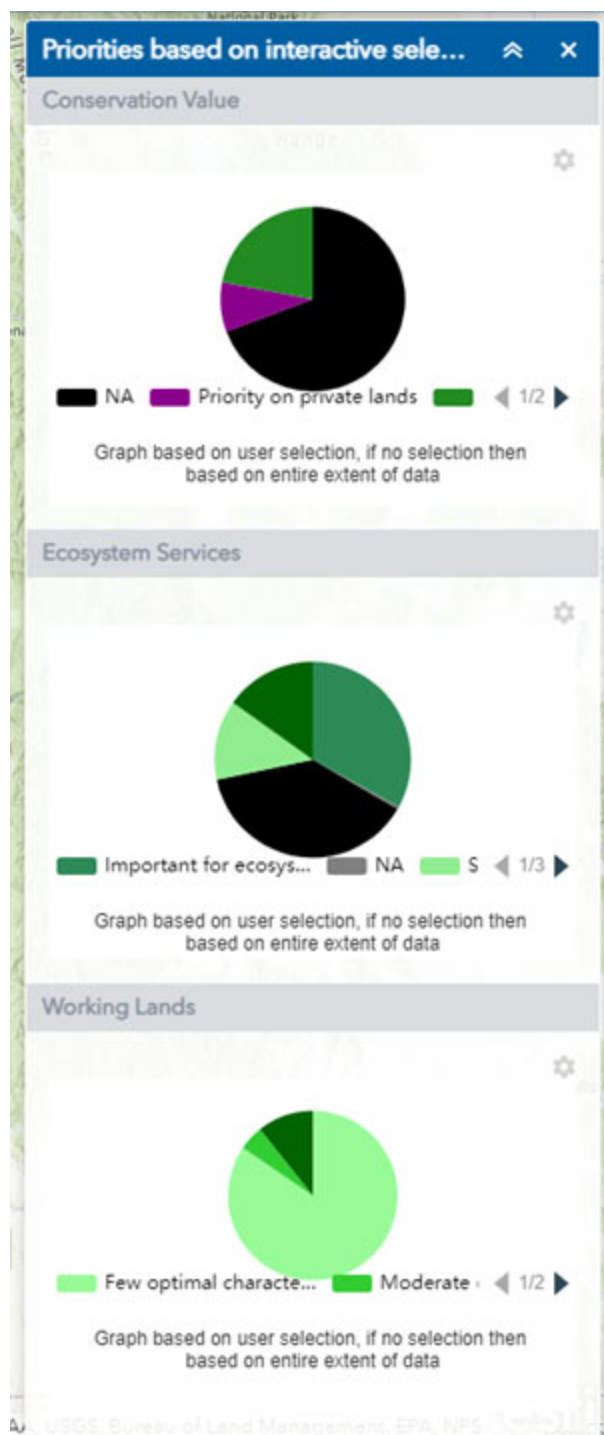 National Park
Priorities based on interactive sele...
Conservation Value
Range
NA Priority on private lands 1/2
Graph based on user selection, if no selection then
based on entire extent of data
Ecosystem Services
Important for ecosys... NA S 1/3
Graph based on user selection, if no selection then
based on entire extent of data
Working Lands
Few optimal characte... Moderate 1/2
Graph based on user selection, if no selection then
based on entire extent of data
USGS, Bureau of Land Management, EPA, NPS